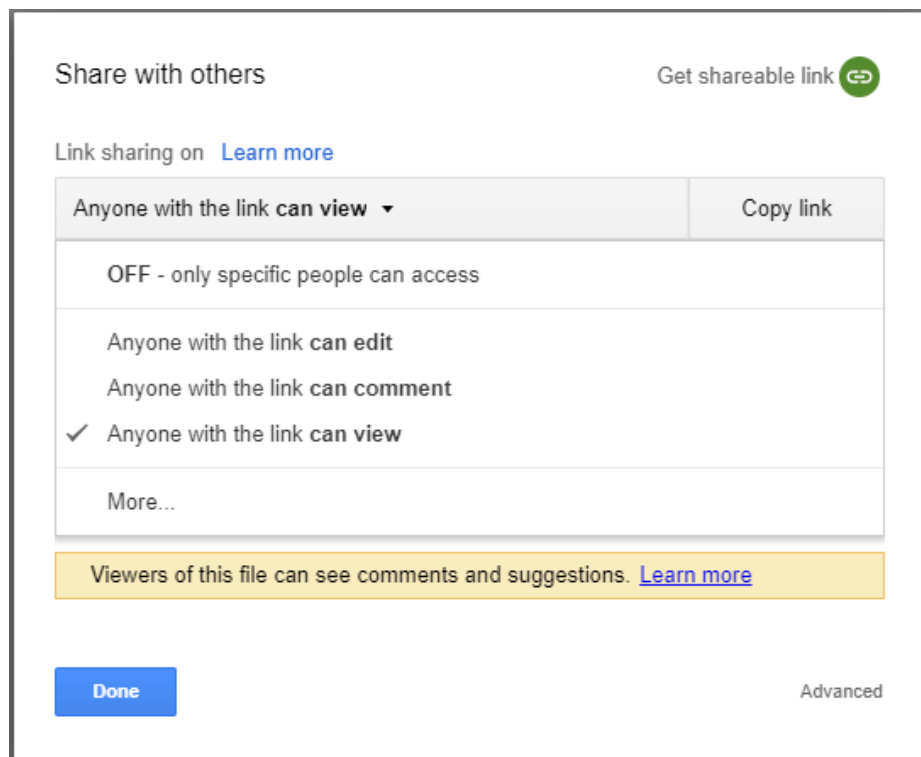 Share with others
Get shareable link
Link sharing on Learn more
Anyone with the link can view
Copy link
OFF - only specific people can access
Anyone with the link can edit
Anyone with the link can comment
Anyone with the link can view
More...
Viewers of this file can see comments and suggestions. Learn more
Done
Advanced